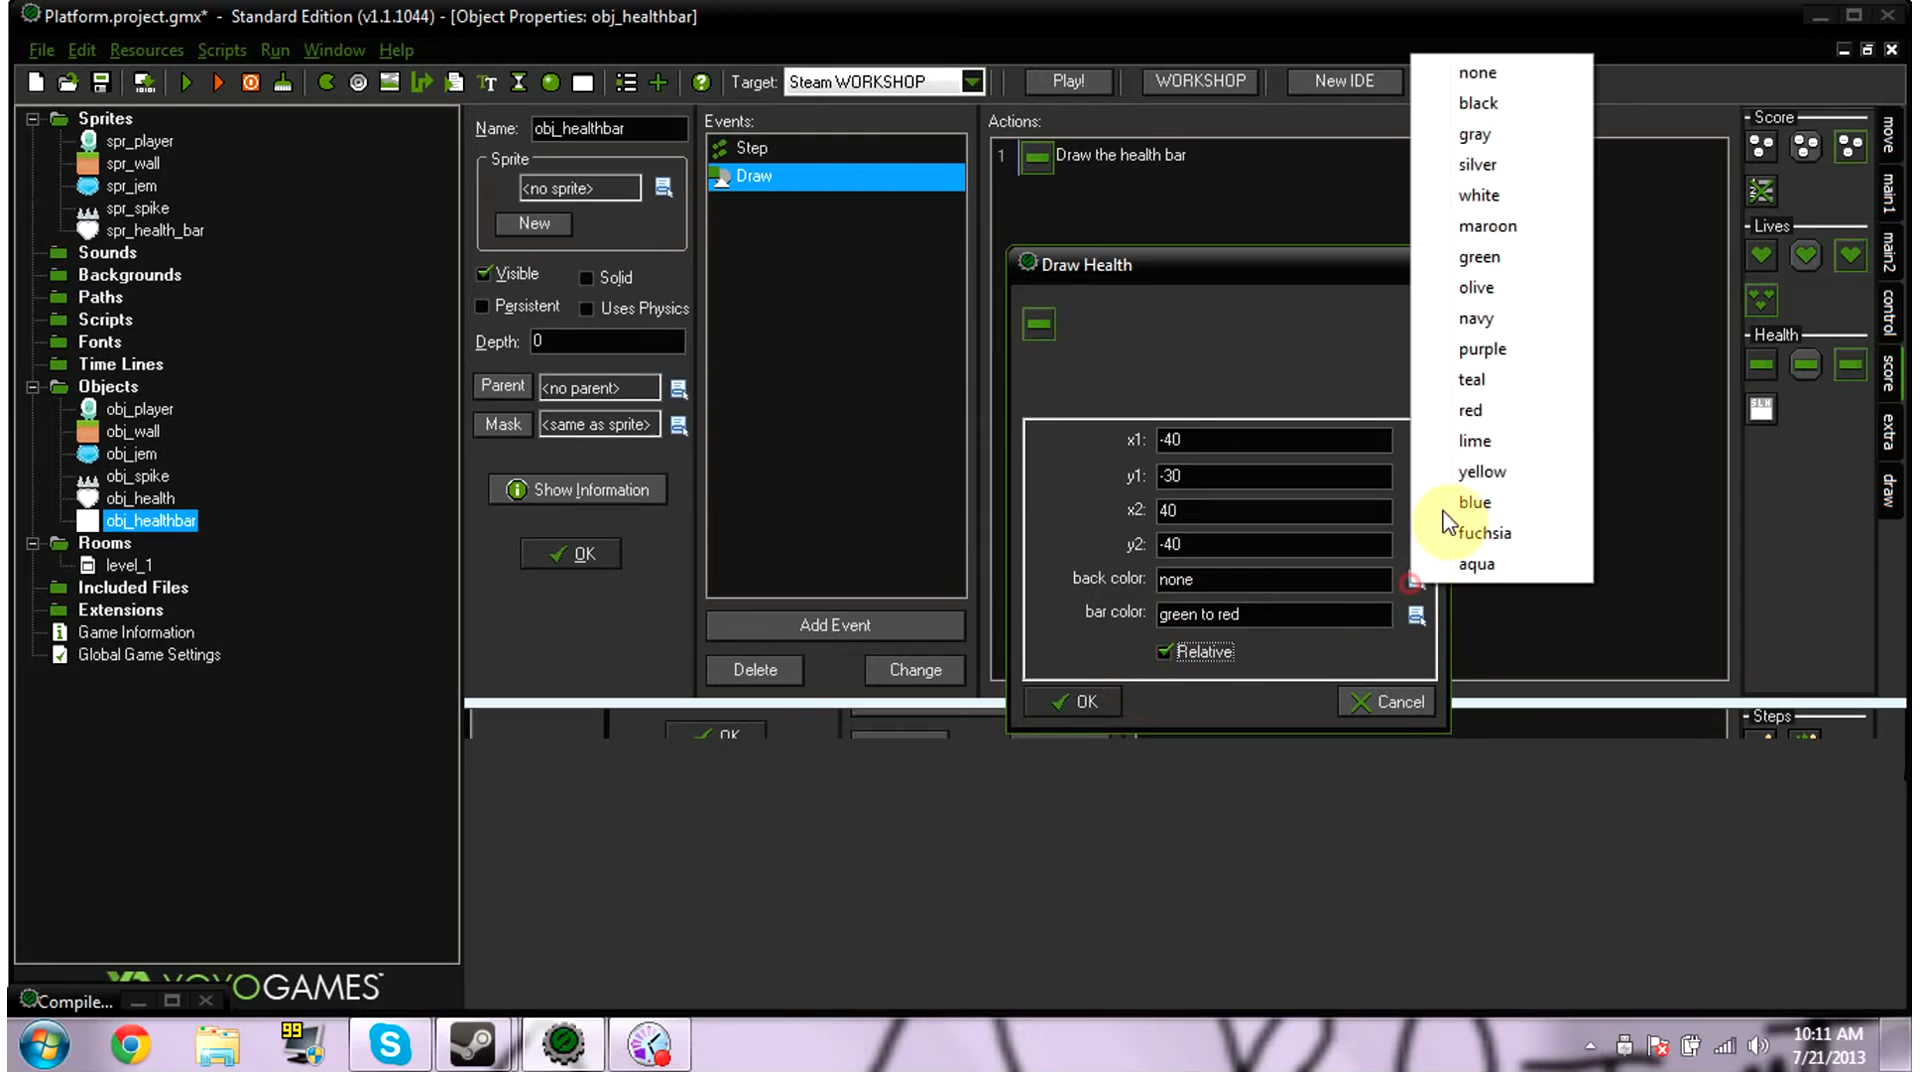 Platform.project.gmx* - Standard Edition (v1.1.1044) - [Object Properties: obj_healthbar]
File Edit Resources Scripts Run Window Help
Target: Steam WORKSHOP Play! WORKSHOP New IDE
Sprites
spr_player
spr_wall
spr_jem
spr_spike
spr_health_bar
Sounds
Backgrounds
Paths
Scripts
Fonts
Time Lines
Objects
obj_player
obj_wall
obj_jem
obj_spike
obj_health
obj_healthbar
Rooms
level_1
Included Files
Extensions
Game Information
Global Game Settings
YOYOGAMES
Compile...
Name: obj_healthbar
Sprite
<no sprite>
New
Visible Solid
Persistent Uses Physics
Depth: 0
Parent <no parent>
Mask <same as sprite>
Show Information
OK
Events:
Step
Draw
Add Event
Delete Change
Actions:
1 Draw the health bar
Draw Health
x1: -40
y1: -30
x2: 40
y2: -40
back color: none
bar color: green to red
Relative
OK Cancel
none
black
gray
silver
white
maroon
green
olive
navy
purple
teal
red
lime
yellow
blue
fuchsia
aqua
Score
Lives
Health
SLH
Steps
move
main1
main2
control
score
extra
draw
OK
99
10:11 AM
7/21/2013